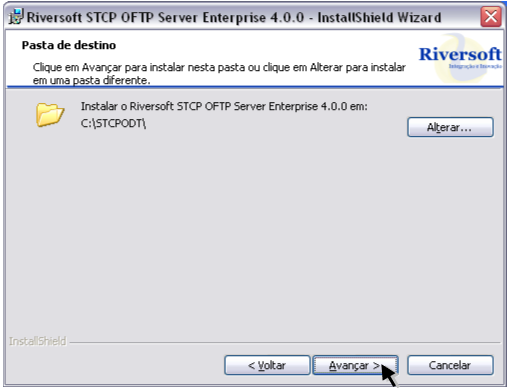 Riversoft STCP OFTP Server Enterprise 4.0.0 - InstallShield Wizard
Pasta de destino
Clique em Avançar para instalar nesta pasta ou clique em Alterar para instalar
em uma pasta diferente.
Riversoft
Integração e Inovação
Instalar o Riversoft STCP OFTP Server Enterprise 4.0.0 em:
C:\STCPODT\
Alterar...
InstallShield
< Voltar
Avançar >
Cancelar